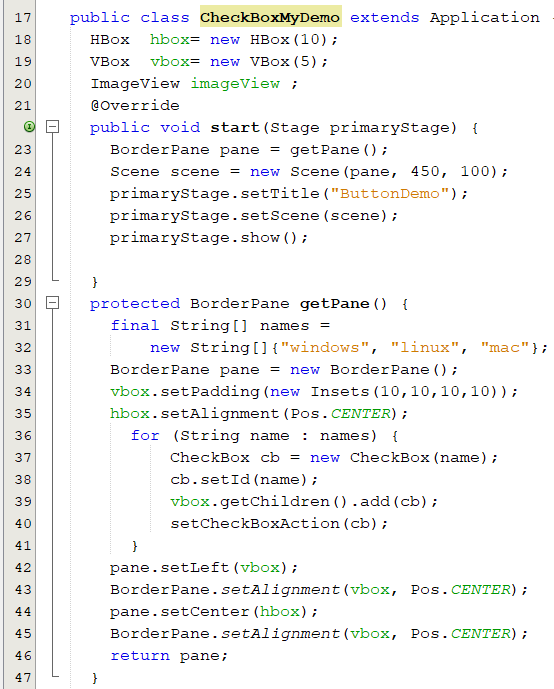 17 public class CheckBoxMyDemo extends Application
18 HBox hbox= new HBox(10);
19 VBox vbox= new VBox(5);
20 ImageView imageView ;
21 @Override
public void start(Stage primaryStage) {
23 BorderPane pane = getPane();
24 Scene scene = new Scene(pane, 450, 100);
25 primaryStage.setTitle("ButtonDemo");
26 primaryStage.setScene(scene);
27 primaryStage.show();
28
29 }
30 protected BorderPane getPane() {
31 final String[] names =
32 new String[]{"windows", "linux", "mac"};
33 BorderPane pane = new BorderPane();
34 vbox.setPadding(new Insets(10,10,10,10));
35 hbox.setAlignment(Pos.CENTER);
36 for (String name : names) {
37 CheckBox cb = new CheckBox(name);
38 cb.setId(name);
39 vbox.getChildren().add(cb);
40 setCheckBoxAction(cb);
41 }
42 pane.setLeft(vbox);
43 BorderPane.setAlignment(vbox, Pos.CENTER);
44 pane.setCenter(hbox);
45 BorderPane.setAlignment(vbox, Pos.CENTER);
46 return pane;
47 }